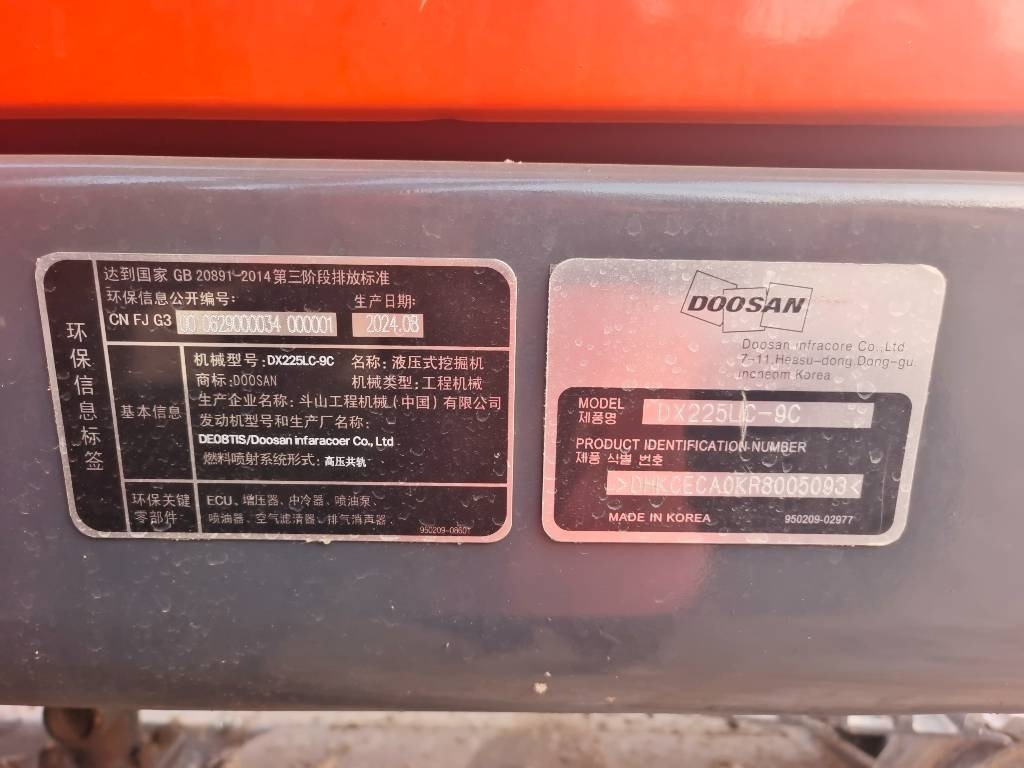 环保信息标签
达到国家 GB 20891-2014第三阶段排放标准
环保信息公开编号: 生产日期:
CN FJ G3 00 0629000034 000001 2024.08
基本信息
机械型号:DX225LC-9C 名称:液压式挖掘机
商标:DOOSAN 机械类型:工程机械
生产企业名称:斗山工程机械(中国)有限公司
发动机型号和生产厂名称:
DE08TIS/Doosan infaracoer Co., Ltd
燃料喷射系统形式:高压共轨
环保关键
零部件
ECU、增压器、中冷器、喷油泵
喷油器、空气滤清器、排气消声器、
950209-08601
DOOSAN
Doosan infracore Co.,Ltd
7-11,Heasu-dong,Dong-gu,
incheom,Korea
MODEL
제품명
DX225LC-9C
PRODUCT IDENTIFICATION NUMBER
제품 식별 번호
>DHKCECA0KR8005093<
MADE IN KOREA 950209-02977